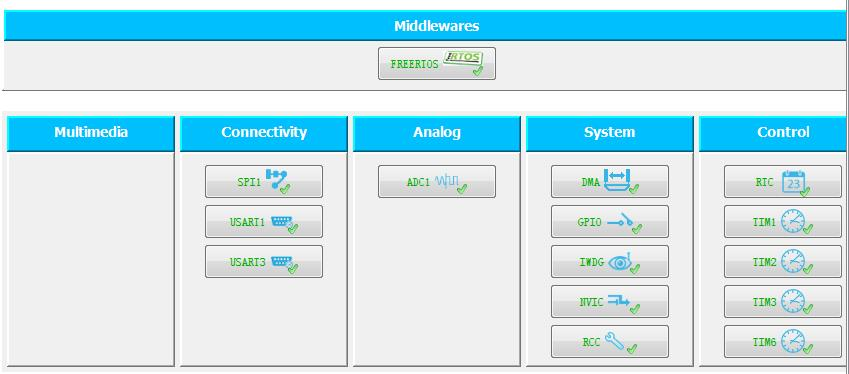 Middlewares
FREERTOS RTOS
Multimedia
Connectivity
Analog
System
Control
SPI1
USART1
USART3
ADC1
DMA
GPIO
IWDG
NVIC
RCC
RTC 23
TIM1
TIM2
TIM3
TIM6